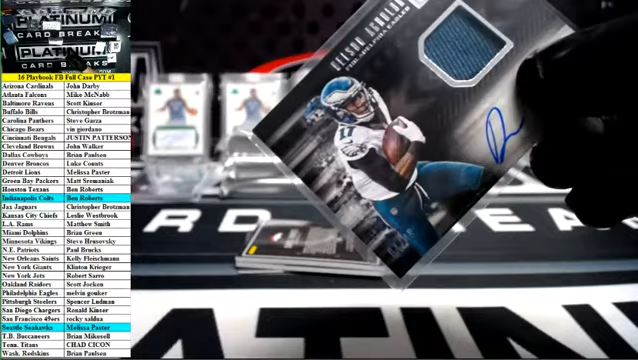 PLATINUM
CARD BREAK
PLATINUM
CARD BREAKS
16 Playbook FB Full Case PYT #1
Arizona Cardinals John Darby
Atlanta Falcons Mike McNabb
Baltimore Ravens Scott Kinser
Buffalo Bills Christopher Brotzman
Carolina Panthers Steve Garza
Chicago Bears vin giordano
Cincinnati Bengals JUSTIN PATTERSON
Cleveland Browns John Walker
Dallas Cowboys Brian Paulsen
Denver Broncos Luke Counts
Detroit Lions Melissa Paster
Green Bay Packers Matt Szemaniak
Houston Texans Ben Roberts
Indianapolis Colts Ben Roberts
Jax Jaguars Christopher Brotzman
Kansas City Chiefs Leslie Westbrook
L.A. Rams Matthew Smith
Miami Dolphins Brian Green
Minnesota Vikings Steve Hrusovsky
N.E. Patriots Paul Brucks
New Orleans Saints Kelly Fleischmann
New York Giants Klinton Krieger
New York Jets Robert Sarro
Oakland Raiders Scott Jocken
Philadelphia Eagles melvin gouker
Pittsburgh Steelers Spencer Ludman
San Diego Chargers Ronald Kinser
San Francisco 49ers rocky saldua
Seattle Seahawks Melissa Paster
T.B. Buccaneers Brian Mikesell
Tenn. Titans CHAD CICON
Wash. Redskins Brian Paulsen
NELSON AGHOLOR
PHILADELPHIA EAGLES
17